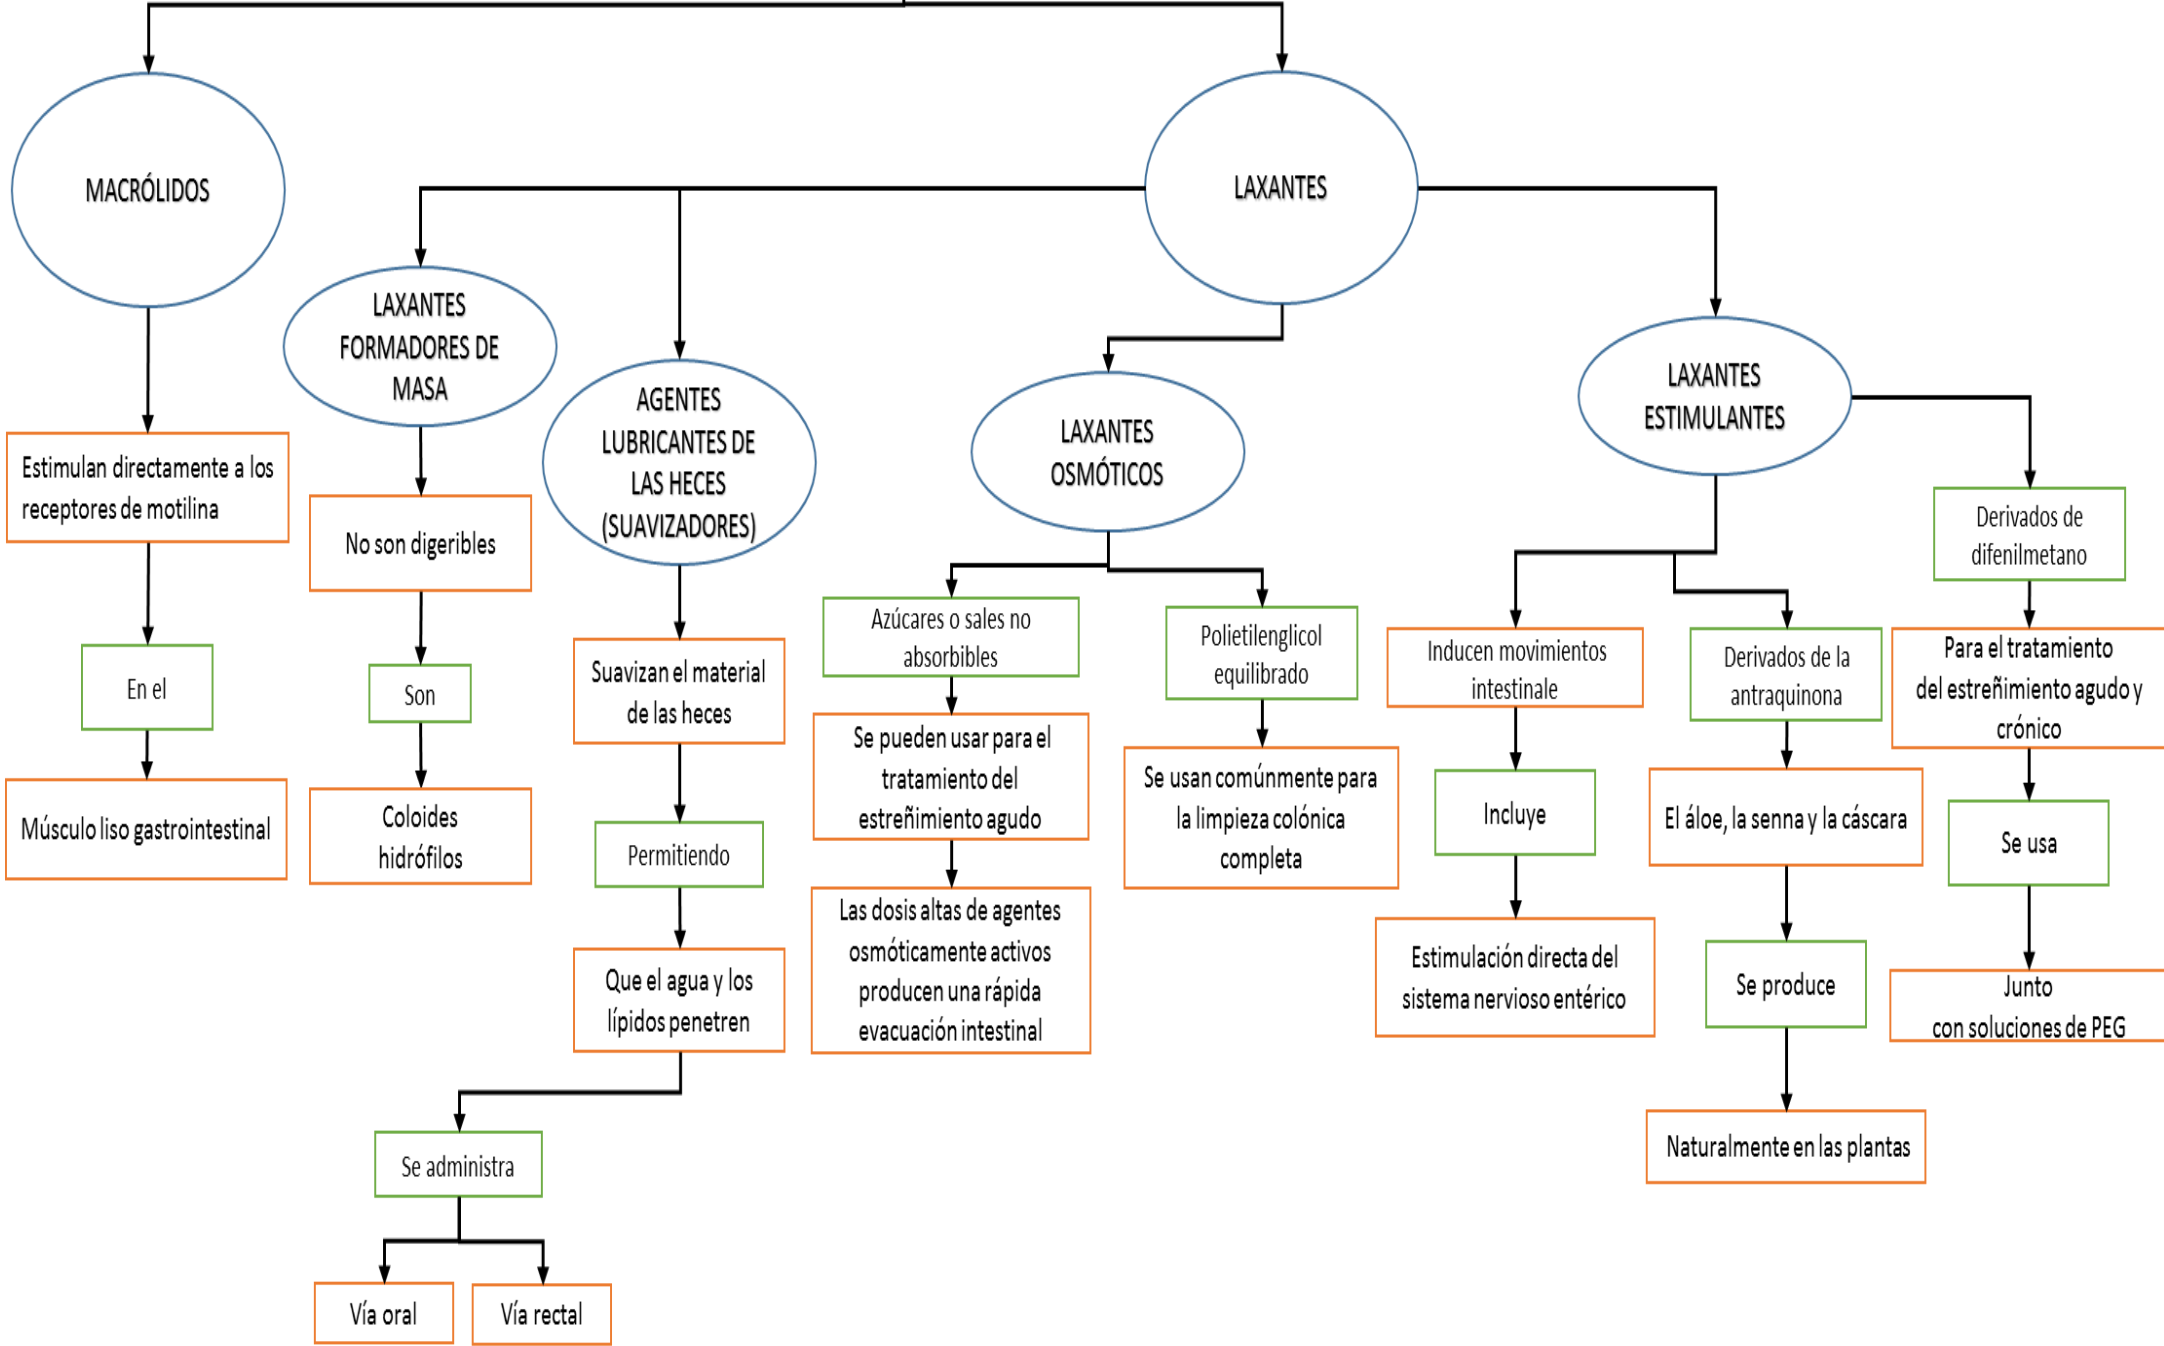 MACRÓLIDOS
Estimulan directamente a los
receptores de motilina
En el
Músculo liso gastrointestinal
LAXANTES
LAXANTES
FORMADORES DE
MASA
No son digeribles
Son
Coloides
hidrófilos
AGENTES
LUBRICANTES DE
LAS HECES
(SUAVIZADORES)
Suavizan el material
de las heces
Permitiendo
Que el agua y los
lípidos penetren
Se administra
Vía oral
Vía rectal
LAXANTES
OSMÓTICOS
Azúcares o sales no
absorbibles
Se pueden usar para el
tratamiento del
estreñimiento agudo
Las dosis altas de agentes
osmóticamente activos
producen una rápida
evacuación intestinal
Polietilenglicol
equilibrado
Se usan comúnmente para
la limpieza colónica
completa
LAXANTES
ESTIMULANTES
Inducen movimientos
intestinale
Incluye
Estimulación directa del
sistema nervioso entérico
Derivados de la
antraquinona
El áloe, la senna y la cáscara
Se produce
Naturalmente en las plantas
Derivados de
difenilmetano
Para el tratamiento
del estreñimiento agudo y
crónico
Se usa
Junto
con soluciones de PEG